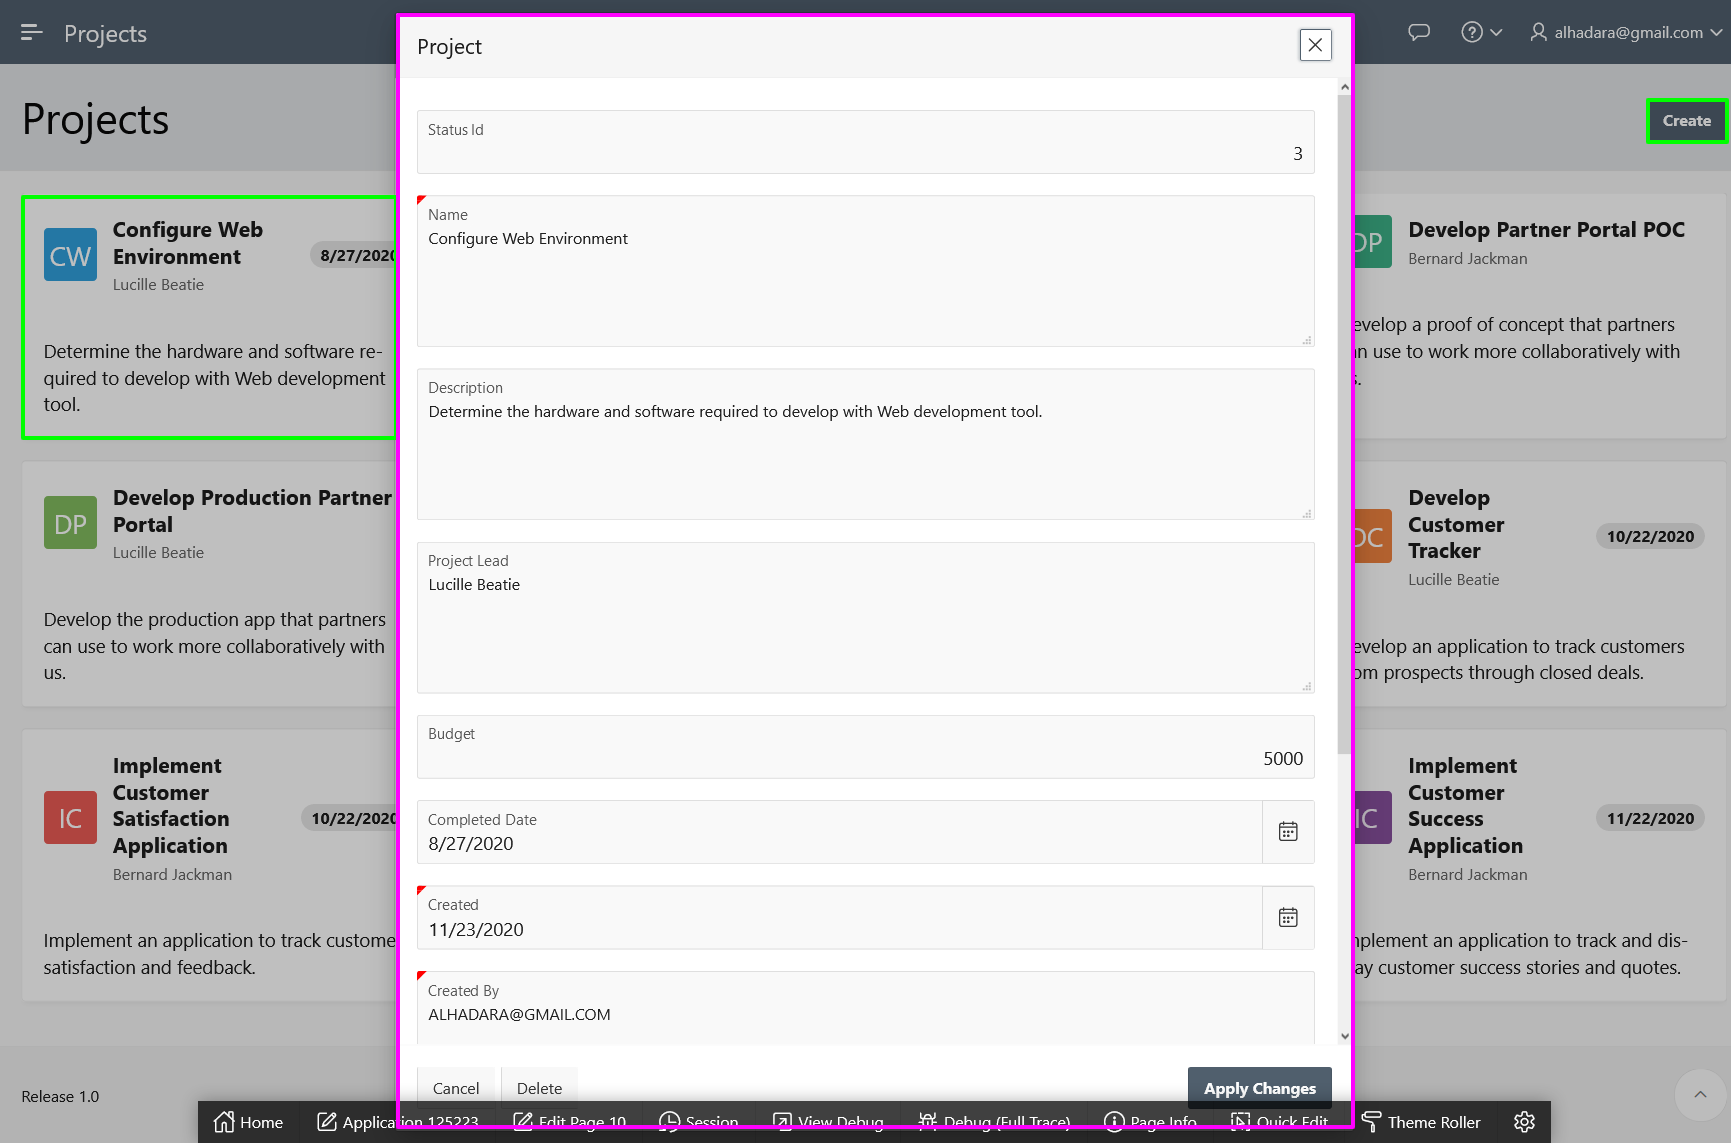 Projects
alhadara@gmail.com
Projects
Create
CW
Configure Web
Environment
8/27/2020
Lucille Beatie
Determine the hardware and software re-
quired to develop with Web development
tool.
DP
Develop Production Partner
Portal
Lucille Beatie
Develop the production app that partners
can use to work more collaboratively with
us.
IC
Implement
Customer
Satisfaction
Application
10/22/2020
Bernard Jackman
Implement an application to track custome
satisfaction and feedback.
Project
Status Id
3
Name
Configure Web Environment
Description
Determine the hardware and software required to develop with Web development tool.
Project Lead
Lucille Beatie
Budget
5000
Completed Date
8/27/2020
Created
11/23/2020
Created By
ALHADARA@GMAIL.COM
Cancel
Delete
Apply Changes
DP
Develop Partner Portal POC
Bernard Jackman
evelop a proof of concept that partners
n use to work more collaboratively with
s.
DC
Develop
Customer
Tracker
10/22/2020
Lucille Beatie
evelop an application to track customers
om prospects through closed deals.
IC
Implement
Customer
Success
Application
11/22/2020
Bernard Jackman
nplement an application to track and dis-
ay customer success stories and quotes.
Release 1.0
Home
Application 125223
Edit Page 10
Session
View Debug
Debug (Full Trace)
Page Info
Quick Edit
Theme Roller